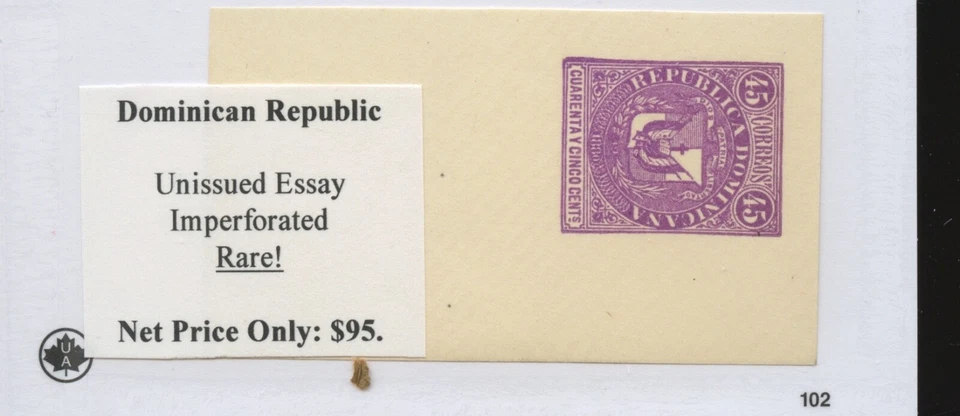 Dominican Republic
Unissued Essay
Imperforated
Rare!
Net Price Only: $95.
REPUBLICA DOMINICANA
45 CORREOS 45
CUARENTA Y CINCO CENTS
UAI
102